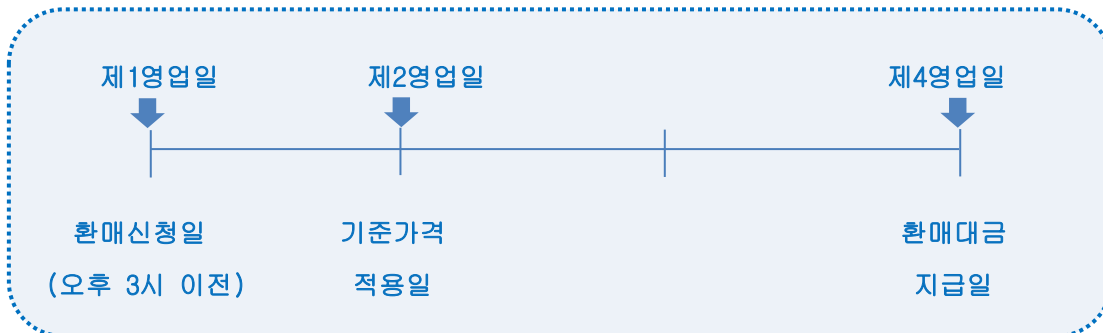 제1영업일 제2영업일 제4영업일
환매신청일 기준가격 환매대금
(오후 3시 이전) 적용일 지급일